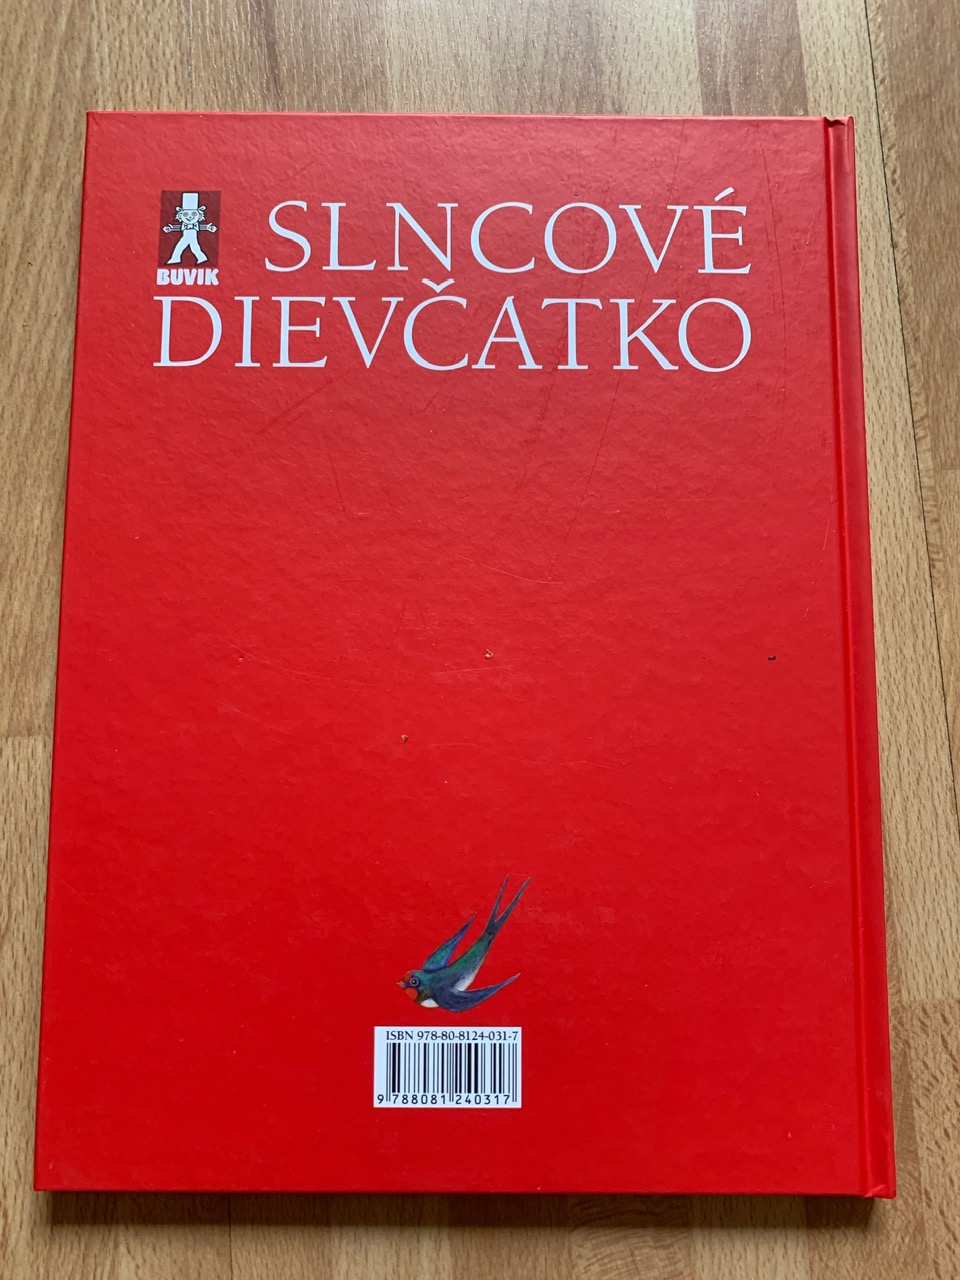 BUVIK
SLNCOVÉ
DIEVČATKO
ISBN 978-80-8124-031-7
9 788081 240317